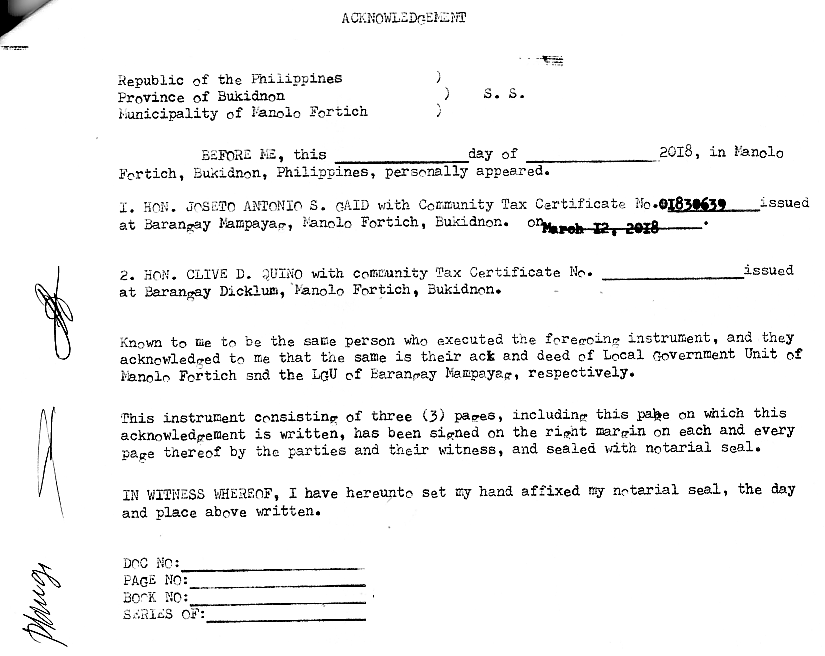 ACKNOWLEDGEMENT
Republic of the Philippines )
Province of Bukidnon ) S. S.
Municipality of Manolo Fortich )
BEFORE ME, this ____________ day of ____________ 2018, in Manolo
Fortich, Bukidnon, Philippines, personally appeared.
1. HON. JOSETO ANTONIO S. GAID with Community Tax Certificate No. 01830639 issued
at Barangay Mampayag, Manolo Fortich, Bukidnon. on March 12, 2018 .
2. HON. CLIVE D. QUINO with community Tax Certificate No. ____________ issued
at Barangay Dicklum, Manolo Fortich, Bukidnon.
Known to me to be the same person who executed the foregoing instrument, and they
acknowledged to me that the same is their ack and deed of Local Government Unit of
Manolo Fortich snd the LGU of Barangay Mampayag, respectively.
This instrument consisting of three (3) pages, including this pahe on which this
acknowledgement is written, has been signed on the right margin on each and every
page thereof by the parties and their witness, and sealed with notarial seal.
IN WITNESS WHEREOF, I have hereunto set my hand affixed my notarial seal, the day
and place above written.
DOC NO: ____________
PAGE NO: ____________
BOOK NO: ____________
SERIES OF: ____________